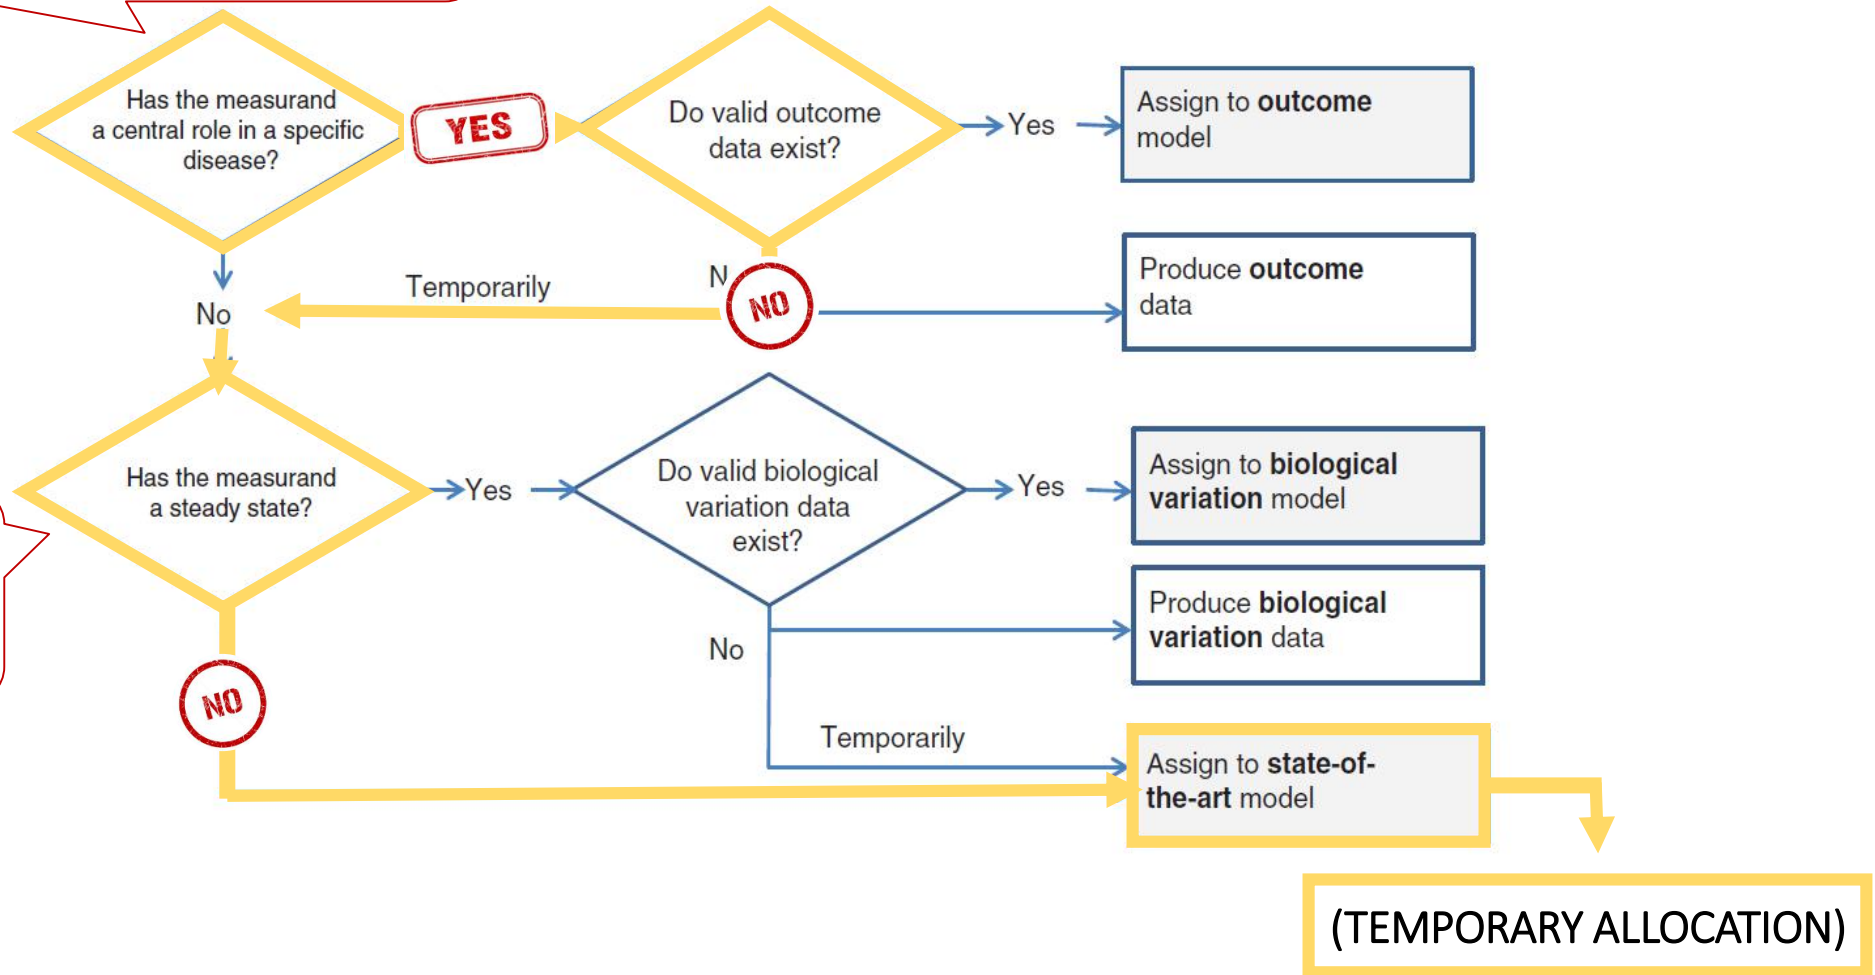 Has the measurand
a central role in a specific
disease?
YES
Do valid outcome
data exist?
Yes
Assign to outcome
model
No
Temporarily
N
NO
Produce outcome
data
Has the measurand
a steady state?
Yes
Do valid biological
variation data
exist?
Yes
Assign to biological
variation model
NO
No
Produce biological
variation data
Temporarily
Assign to state-of-
the-art model
(TEMPORARY ALLOCATION)